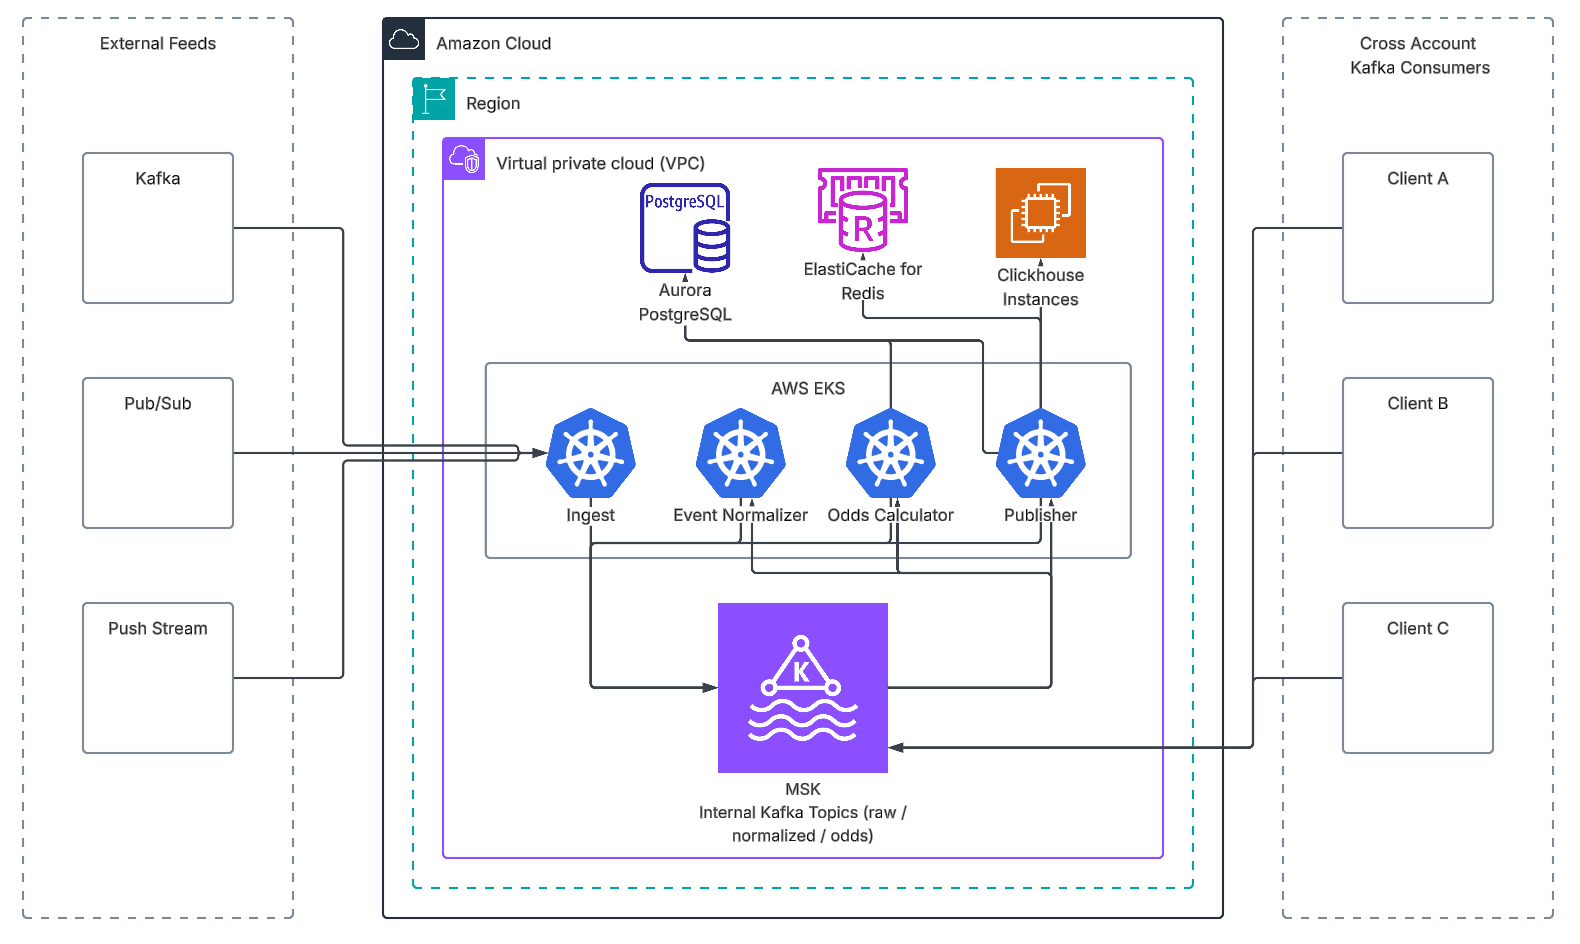 External Feeds
Kafka
Pub/Sub
Push Stream
Amazon Cloud
Region
Virtual private cloud (VPC)
PostgreSQL
Aurora
PostgreSQL
R
ElastiCache for
Redis
Clickhouse
Instances
AWS EKS
Ingest
Event Normalizer
Odds Calculator
Publisher
K
MSK
Internal Kafka Topics (raw /
normalized / odds)
Cross Account
Kafka Consumers
Client A
Client B
Client C